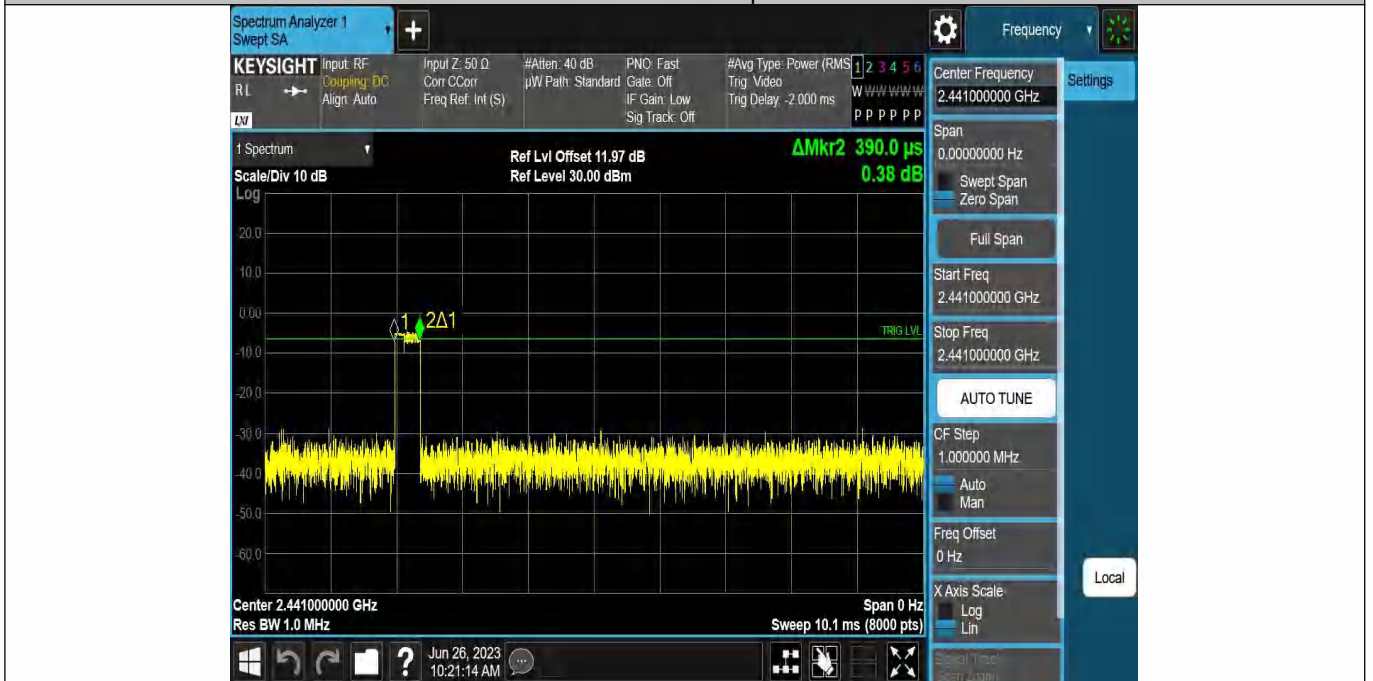 Spectrum Analyzer 1
Swept SA
+
Frequency
KEYSIGHT
RL
LXI
Input: RF
Coupling: DC
Align: Auto
Input Z: 50 Ω
Corr CCorr
Freq Ref: Int (S)
#Atten: 40 dB
µW Path: Standard
PNO: Fast
Gate: Off
IF Gain: Low
Sig Track: Off
#Avg Type: Power (RMS
Trig: Video
Trig Delay: -2.000 ms
1 2 3 4 5 6
W W W W W W
P P P P P P
Center Frequency
2.441000000 GHz
Settings
1 Spectrum
Scale/Div 10 dB
Log
Ref Lvl Offset 11.97 dB
Ref Level 30.00 dBm
ΔMkr2 390.0 µs
0.38 dB
Span
0.00000000 Hz
Swept Span
Zero Span
Full Span
Start Freq
2.441000000 GHz
Stop Freq
2.441000000 GHz
AUTO TUNE
CF Step
1.000000 MHz
Auto
Man
Freq Offset
0 Hz
X Axis Scale
Log
Lin
Local
20.0
10.0
0.00
-10.0
-20.0
-30.0
-40.0
-50.0
-60.0
1
2Δ1
TRIG LVL
Center 2.441000000 GHz
Res BW 1.0 MHz
Span 0 Hz
Sweep 10.1 ms (8000 pts)
?
Jun 26, 2023
10:21:14 AM